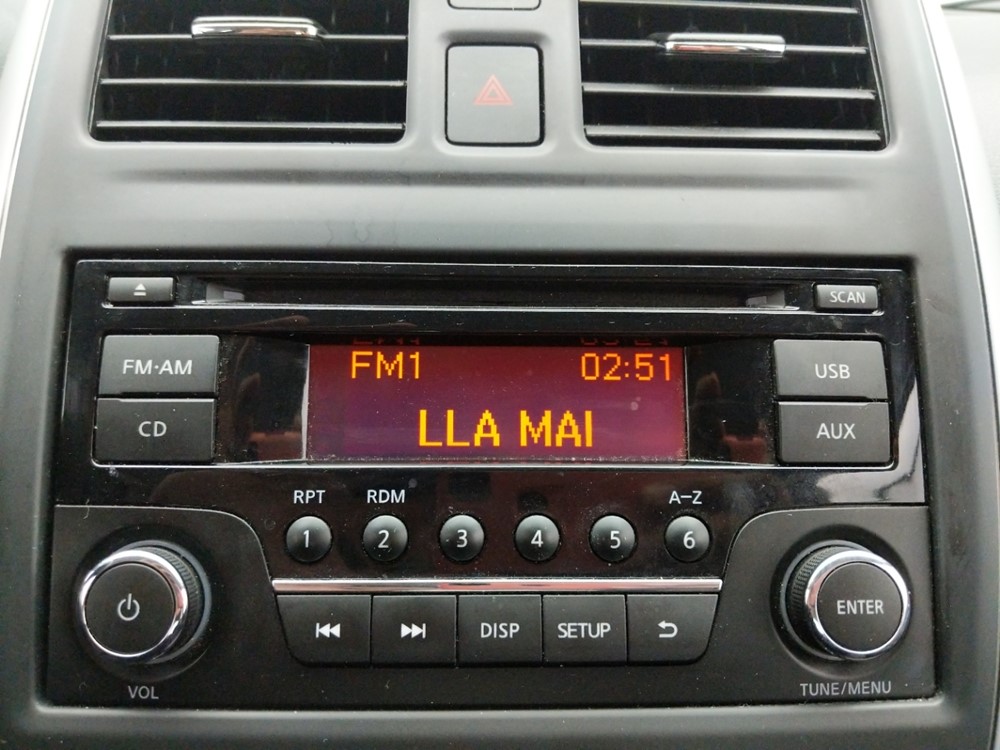 SCAN
FM·AM
FM1 02:51
USB
CD
LLA MAI
AUX
RPT RDM A-Z
1 2 3 4 5 6
DISP SETUP
ENTER
VOL
TUNE/MENU